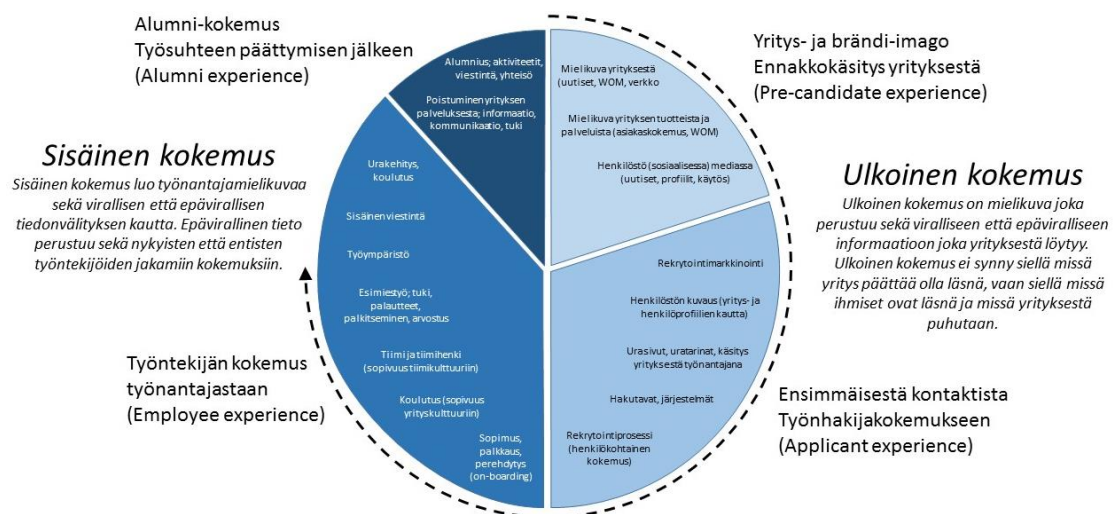 Alumni-kokemus
Työsuhteen päättymisen jälkeen
(Alumni experience)
Alumnius; aktiviteetit,
viestintä, yhteisö
Poistuminen yrityksen
palveluksesta; informaatio,
kommunikaatio, tuki
Mielikuva yrityksestä
(uutiset, WOM, verkko
Mielikuva yrityksen tuotteista ja
palveluista (asiakaskokemus, WOM)
Henkilöstö (sosiaalisessa) mediassa
(uutiset, profiilit, käytös)
Yritys- ja brändi-imago
Ennakkokäsitys yrityksestä
(Pre-candidate experience)
Sisäinen kokemus
Sisäinen kokemus luo työnantajamielikuvaa
sekä virallisen että epävirallisen
tiedonvälityksen kautta. Epävirallinen tieto
perustuu sekä nykyisten että entisten
työntekijöiden jakamiin kokemuksiin.
Urakehitys,
koulutus
Sisäinen viestintä
Työympäristö
Esimiestyö; tuki,
palautteet,
palkitseminen, arvostus
Tiimi ja tiimihenki
(sopivuus tiimikulttuuriin)
Koulutus (sopivuus
yrityskulttuuriin)
Sopimus,
palkkaus,
perehdytys
(on-boarding)
Työntekijän kokemus
työnantajastaan
(Employee experience)
Ulkoinen kokemus
Ulkoinen kokemus on mielikuva joka
perustuu sekä viralliseen että epäviralliseen
informaatioon joka yrityksestä löytyy.
Ulkoinen kokemus ei synny siellä missä
yritys päättää olla läsnä, vaan siellä missä
ihmiset ovat läsnä ja missä yrityksestä
puhutaan.
Rekrytointimarkkinointi
Henkilöstön kuvaus (yritys- ja
henkilöprofiilien kautta)
Urasivut, uratarinat, käsitys
yrityksestä työnantajana
Hakutavat, järjestelmät
Rekrytointiprosessi
(henkilökohtainen
kokemus)
Ensimmäisestä kontaktista
Työnhakijakokemukseen
(Applicant experience)